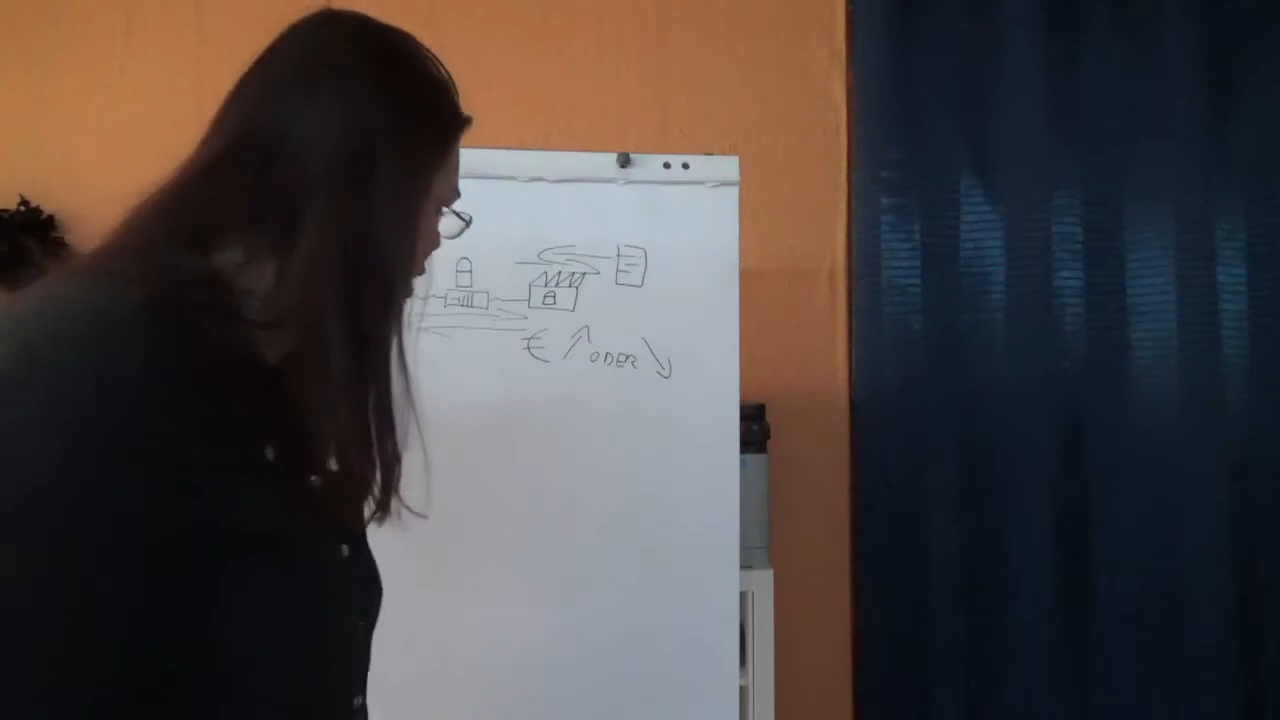 € ↗ ODER ↘